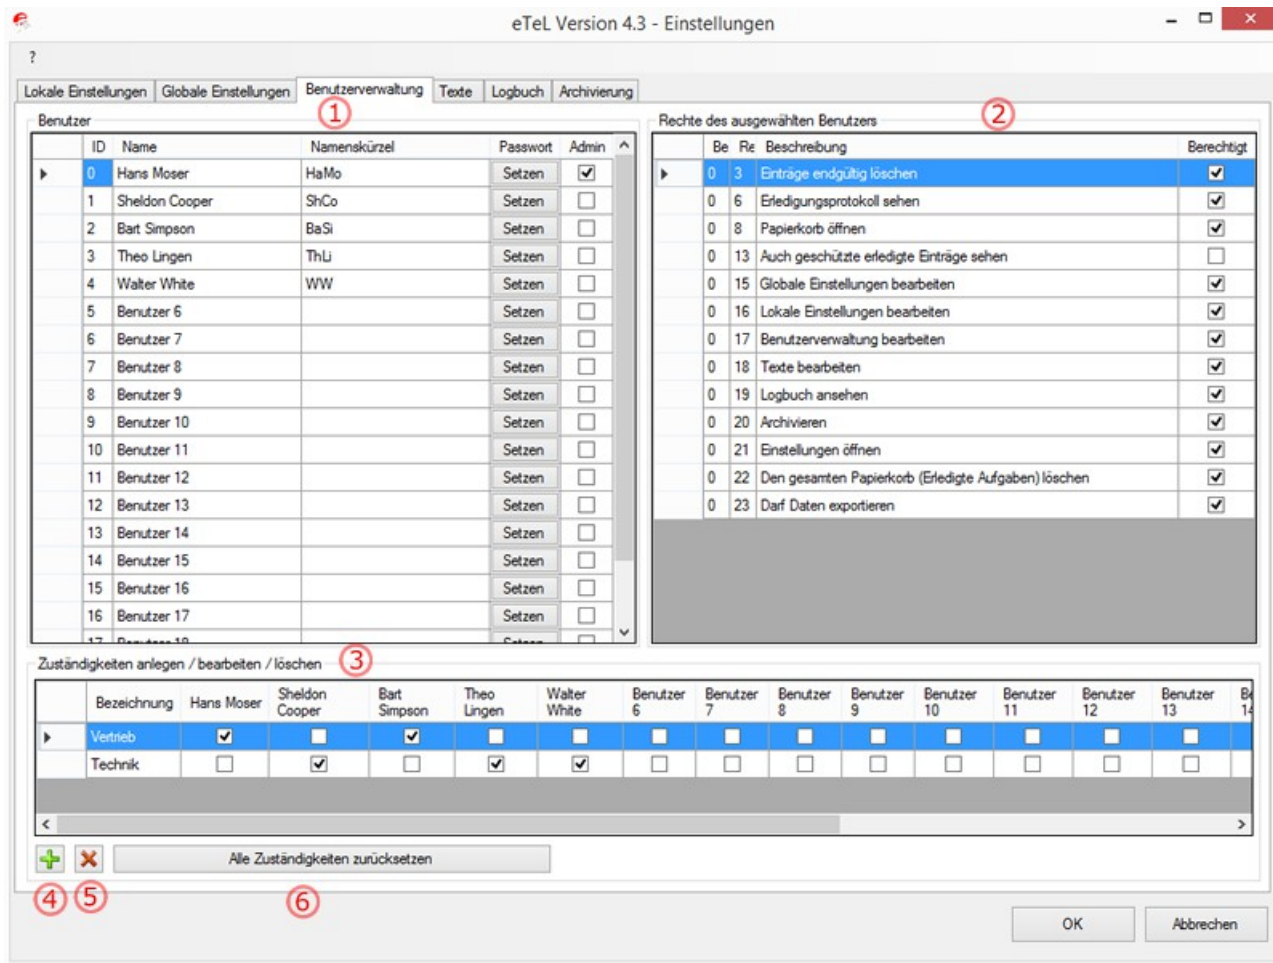 eTeL Version 4.3 - Einstellungen
?
Lokale Einstellungen Globale Einstellungen Benutzerverwaltung Texte Logbuch Archivierung
1
2
Benutzer
ID Name Namenskürzel Passwort Admin
0 Hans Moser HaMo Setzen
1 Sheldon Cooper ShCo Setzen
2 Bart Simpson BaSi Setzen
3 Theo Lingen ThLi Setzen
4 Walter White WW Setzen
5 Benutzer 6 Setzen
6 Benutzer 7 Setzen
7 Benutzer 8 Setzen
8 Benutzer 9 Setzen
9 Benutzer 10 Setzen
10 Benutzer 11 Setzen
11 Benutzer 12 Setzen
12 Benutzer 13 Setzen
13 Benutzer 14 Setzen
14 Benutzer 15 Setzen
15 Benutzer 16 Setzen
16 Benutzer 17 Setzen
17 Benutzer 18 Setzen
Rechte des ausgewählten Benutzers
Be Re Beschreibung Berechtigt
0 3 Einträge endgültig löschen
0 6 Erledigungsprotokoll sehen
0 8 Papierkorb öffnen
0 13 Auch geschützte erledigte Einträge sehen
0 15 Globale Einstellungen bearbeiten
0 16 Lokale Einstellungen bearbeiten
0 17 Benutzerverwaltung bearbeiten
0 18 Texte bearbeiten
0 19 Logbuch ansehen
0 20 Archivieren
0 21 Einstellungen öffnen
0 22 Den gesamten Papierkorb (Erledigte Aufgaben) löschen
0 23 Darf Daten exportieren
Zuständigkeiten anlegen / bearbeiten / löschen
3
Bezeichnung Hans Moser Sheldon Cooper Bart Simpson Theo Lingen Walter White Benutzer 6 Benutzer 7 Benutzer 8 Benutzer 9 Benutzer 10 Benutzer 11 Benutzer 12 Benutzer 13 Be 14
Vertrieb
Technik
Alle Zuständigkeiten zurücksetzen
4
5
6
OK
Abbrechen